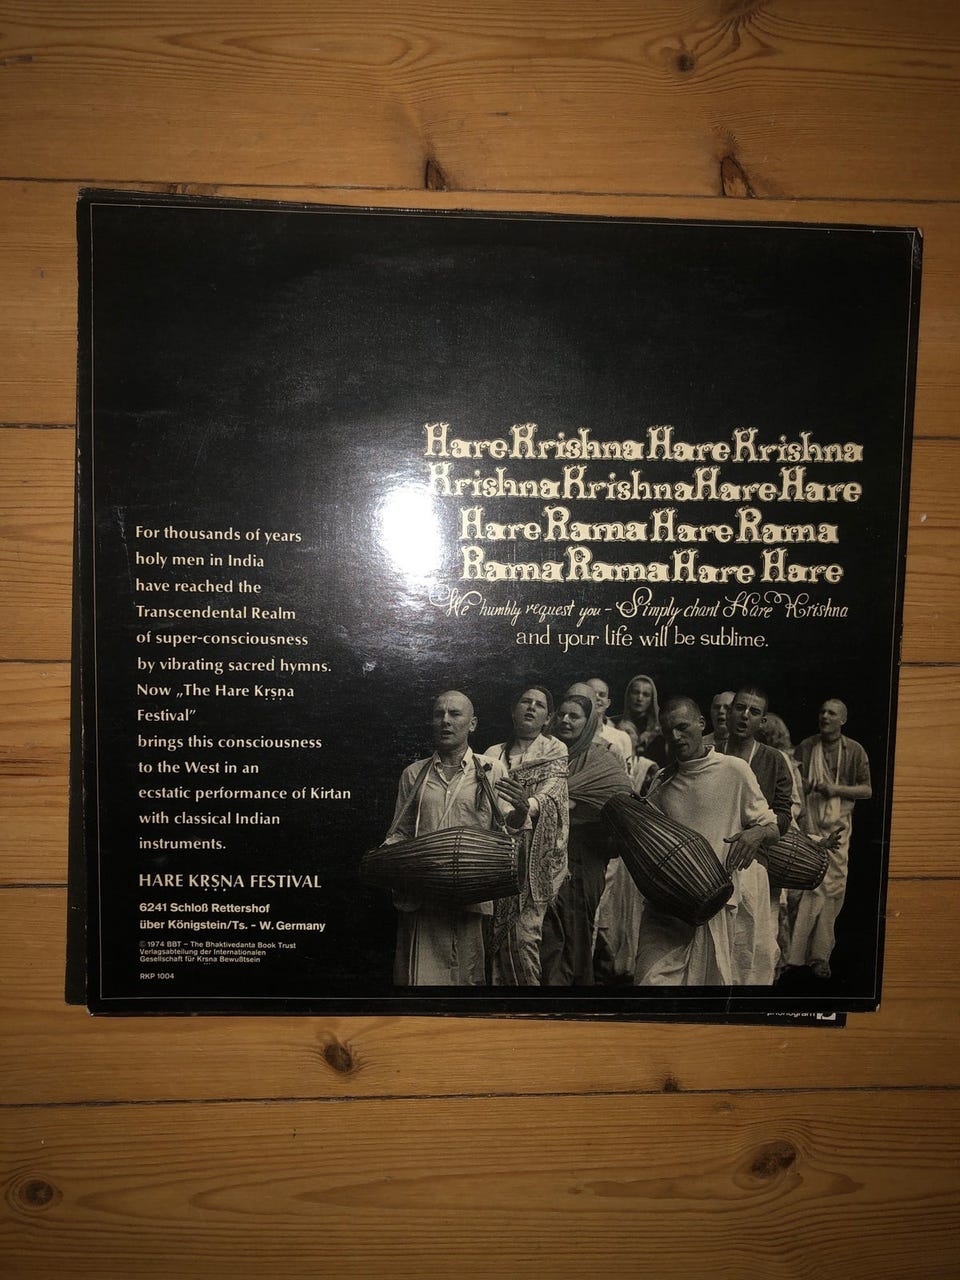 Hare Krishna Hare Krishna
Krishna Krishna Hare Hare
Hare Rama Hare Rama
Rama Rama Hare Hare
We humbly request you - Simply chant Hare Krishna
and your life will be sublime.
For thousands of years
holy men in India
have reached the
Transcendental Realm
of super-consciousness
by vibrating sacred hymns.
Now „The Hare Kṛṣṇa
Festival”
brings this consciousness
to the West in an
ecstatic performance of Kirtan
with classical Indian
instruments.
HARE KṚṢṆA FESTIVAL
6241 Schloß Rettershof
über Königstein/Ts. - W. Germany
© 1974 BBT – The Bhaktivedanta Book Trust
Verlagsabteilung der Internationalen
Gesellschaft für Kṛṣṇa Bewußtsein
RKP 1004
phonogram